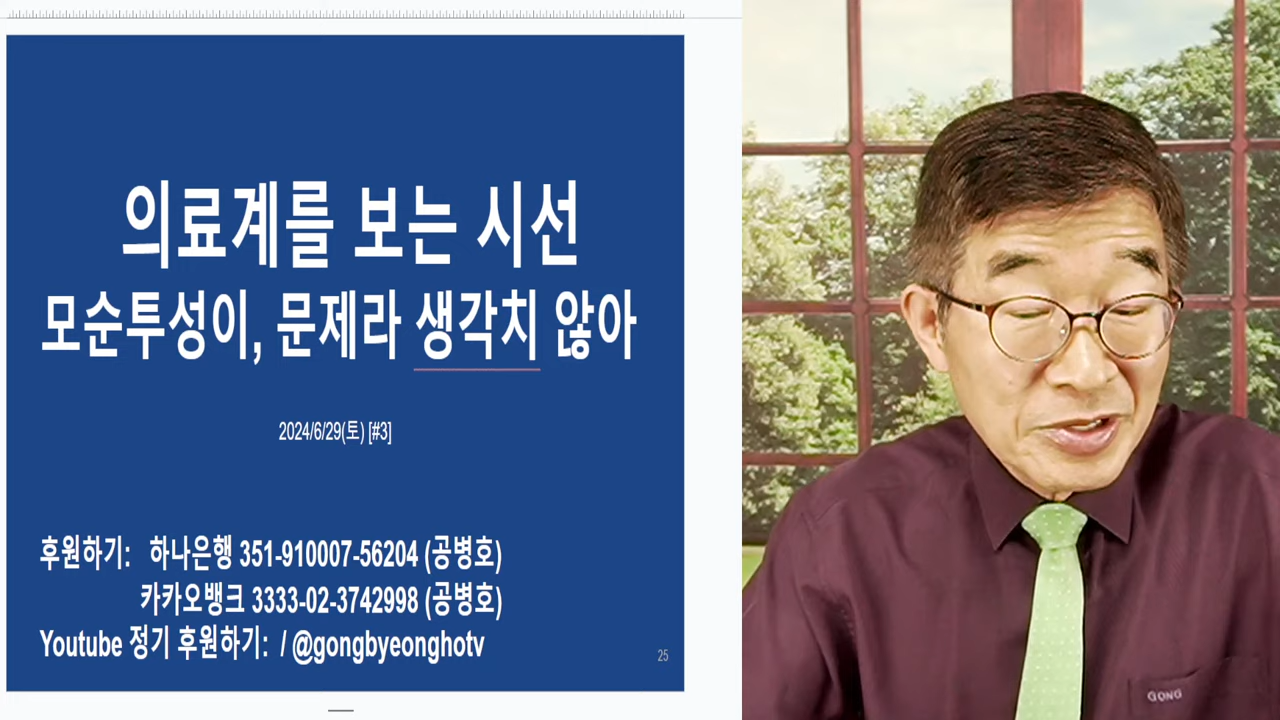 의료계를 보는 시선
모순투성이, 문제라 생각치 않아
2024/6/29(토) [#3]
후원하기: 하나은행 351-910007-56204 (공병호)
카카오뱅크 3333-02-3742998 (공병호)
Youtube 정기 후원하기: / @gongbyeonghotv
25
GONG